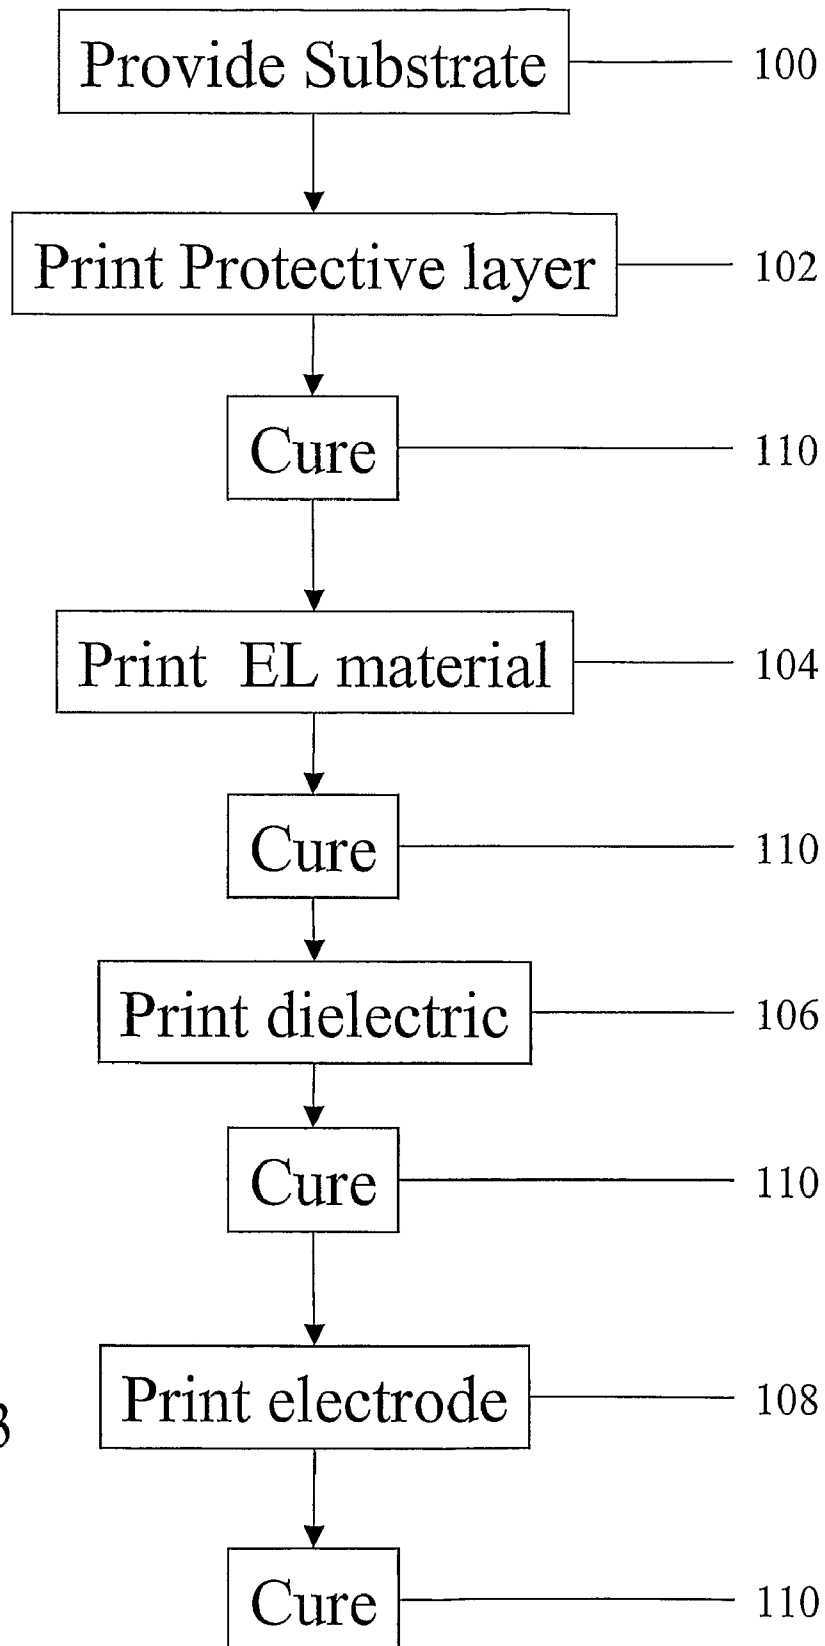 Provide Substrate 100
Print Protective layer 102
Cure 110
Print EL material 104
Cure 110
Print dielectric 106
Cure 110
Print electrode 108
Cure 110